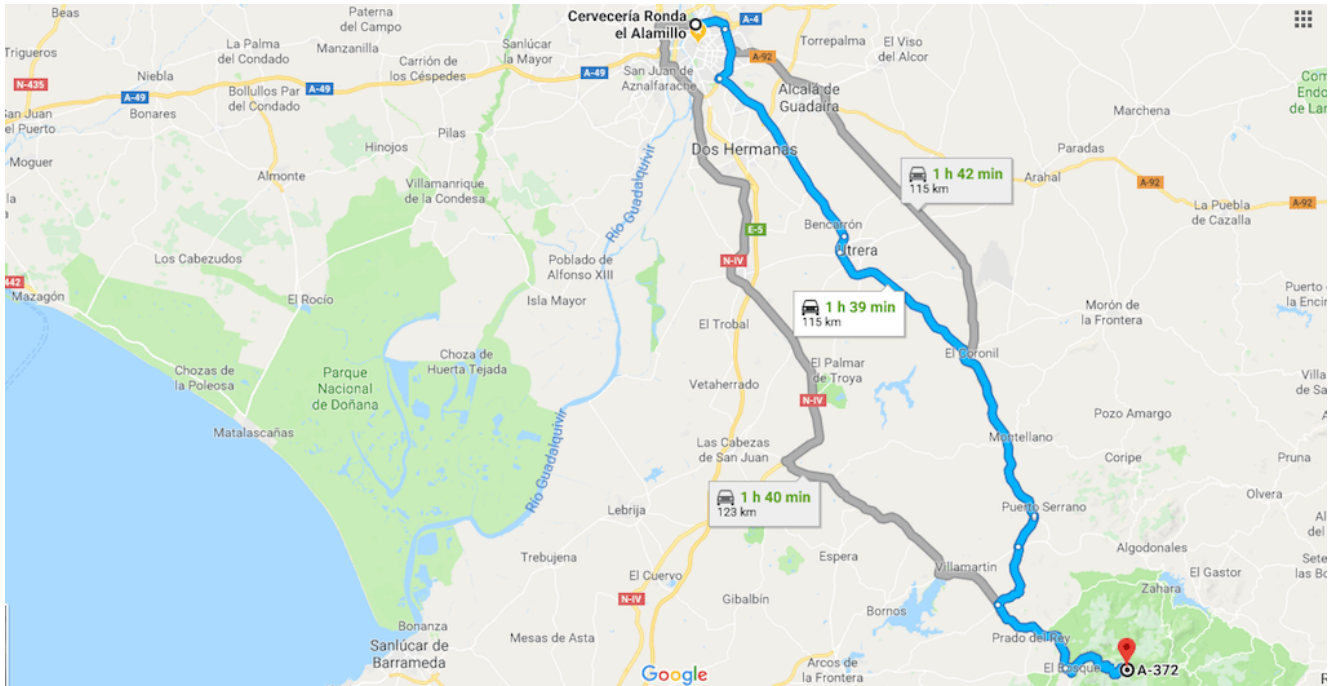 Beas
Paterna
del Campo
Cervecería Ronda
el Alamillo
A-4
Trigueros
La Palma
del Condado
Manzanilla
Sanlúcar
la Mayor
Carrión de
los Céspedes
Torrepalma
El Viso
del Alcor
A-92
Niebla
A-49
San Juan de
Aznalfarache
N-435
Bollullos Par
del Condado
A-49
A-49
Alcalá de
Guadaíra
Bonares
Marchena
Pilas
Hinojos
Dos Hermanas
Paradas
Moguer
Almonte
Villamanrique
de la Condesa
1 h 42 min
115 km
Arahal
A-92
A-92
La Puebla
de Cazalla
Río Guadalquivir
Bencarrón
E-5
Utrera
Los Cabezudos
Poblado de
Alfonso XIII
N-IV
442
Mazagón
El Rocío
Isla Mayor
1 h 39 min
115 km
Morón de
la Frontera
El Trobal
El Coronil
Choza de
Huerta Tejada
Chozas de
la Poleosa
Parque
Nacional
de Doñana
El Palmar
de Troya
Vetaherrado
N-IV
Pozo Amargo
Matalascañas
Río Guadalquivir
Las Cabezas
de San Juan
Montellano
Coripe
Pruna
1 h 40 min
123 km
Olvera
Lebrija
Puerto Serrano
Trebujena
Espera
Algodonales
Villamartín
El Gastor
El Cuervo
Zahara
N-IV
Gibalbín
Bornos
Bonanza
Mesas de Asta
Prado del Rey
Sanlúcar de
Barrameda
Arcos de
la Frontera
El Bosque
A-372
Google